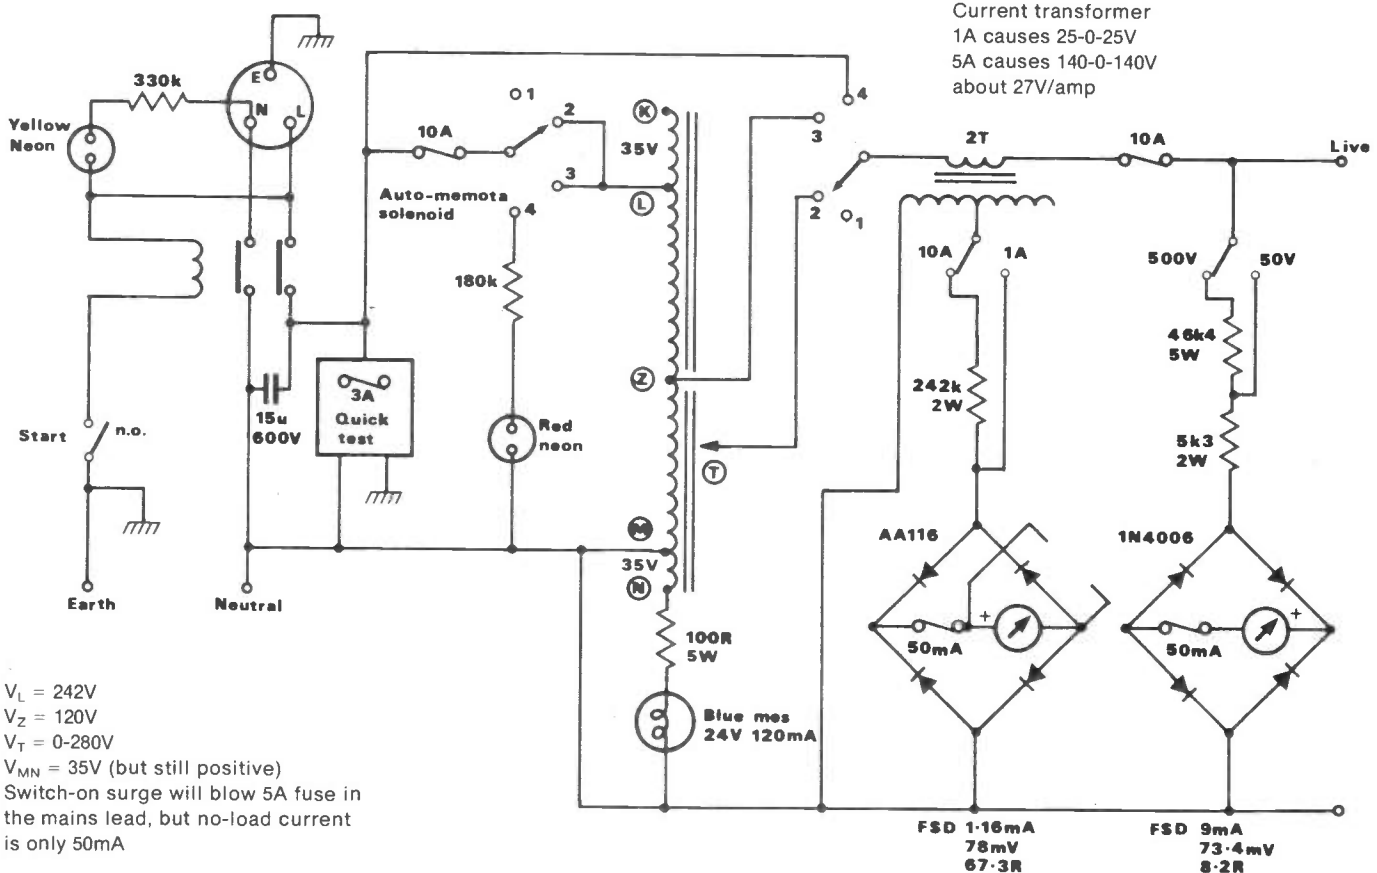 Current transformer
1A causes 25-0-25V
5A causes 140-0-140V
about 27V/amp
E
N
L
330k
Yellow
Neon
1
2
3
4
10A
Auto-memota
solenoid
180k
Red
neon
Start
n.o.
15u
600V
3A
Quick
test
Earth
Neutral
K
35V
L
Z
T
M
35V
N
100R
5W
Blue mes
24V 120mA
4
3
2
1
2T
10A
Live
10A
1A
500V
50V
242k
2W
46k4
5W
5k3
2W
AA116
1N4006
50mA
+
50mA
+
FSD 1·16mA
78mV
67·3R
FSD 9mA
73·4mV
8·2R
VL = 242V
VZ = 120V
VT = 0-280V
VMN = 35V (but still positive)
Switch-on surge will blow 5A fuse in
the mains lead, but no-load current
is only 50mA